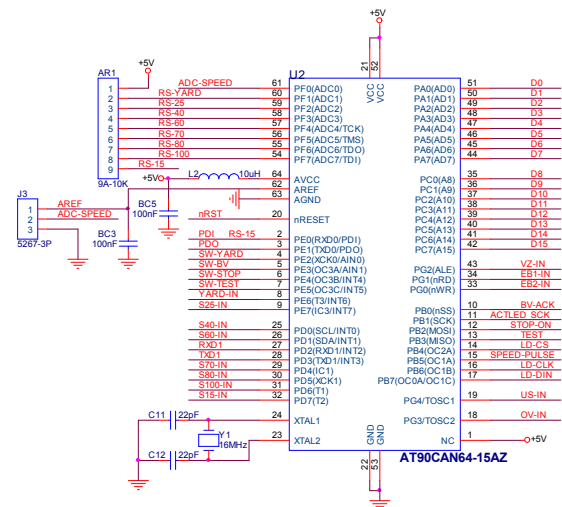 +5V
+5V
U2
AR1
21
52
VCC
VCC
1
2
3
4
5
6
7
8
9
9A-10K
ADC-SPEED 61 PF0(ADC0)
RS-YARD 60 PF1(ADC1)
RS-25 59 PF2(ADC2)
RS-40 58 PF3(ADC3)
RS-60 57 PF4(ADC4/TCK)
RS-70 56 PF5(ADC5/TMS)
RS-80 55 PF6(ADC6/TDO)
RS-100 54 PF7(ADC7/TDI)
RS-15
PA0(AD0) 51 D0
PA1(AD1) 50 D1
PA2(AD2) 49 D2
PA3(AD3) 48 D3
PA4(AD4) 47 D4
PA5(AD5) 46 D5
PA6(AD6) 45 D6
PA7(AD7) 44 D7
+5V L2 10uH 64 AVCC
62 AREF
63 AGND
J3
1 AREF
2 ADC-SPEED
3
5267-3P
BC5
100nF
BC3
100nF
PC0(A8) 35 D8
PC1(A9) 36 D9
PC2(A10) 37 D10
PC3(A11) 38 D11
PC4(A12) 39 D12
PC5(A13) 40 D13
PC6(A14) 41 D14
PC7(A15) 42 D15
nRST 20 nRESET
PDI RS-15 2 PE0(RXD0/PDI)
PDO 3 PE1(TXD0/PDO)
SW-YARD 4 PE2(XCK0/AIN0)
SW-BV 5 PE3(OC3A/AIN1)
SW-STOP 6 PE4(OC3B/INT4)
SW-TEST 7 PE5(OC3C/INT5)
YARD-IN 8 PE6(T3/INT6)
S25-IN 9 PE7(IC3/INT7)
PG2(ALE) 43 VZ-IN
PG1(nRD) 34 EB1-IN
PG0(nWR) 33 EB2-IN
PB0(nSS) 10 BV-ACK
PB1(SCK) 11 ACTLED SCK
PB2(MOSI) 12 STOP-ON
PB3(MISO) 13 TEST
PB4(OC2A) 14 LD-CS
PB5(OC1A) 15 SPEED-PULSE
PB6(OC1B) 16 LD-CLK
PB7(OC0A/OC1C) 17 LD-DIN
S40-IN 25 PD0(SCL/INT0)
S60-IN 26 PD1(SDA/INT1)
RXD1 27 PD2(RXD1/INT2)
TXD1 28 PD3(TXD1/INT3)
S70-IN 29 PD4(IC1)
S80-IN 30 PD5(XCK1)
S100-IN 31 PD6(T1)
S15-IN 32 PD7(T2)
PG4/TOSC1 19 US-IN
PG3/TOSC2 18 OV-IN
NC 1 +5V
C11 22pF 24 XTAL1
Y1
16MHz
23 XTAL2
C12 22pF
GND
GND
22
53
AT90CAN64-15AZ